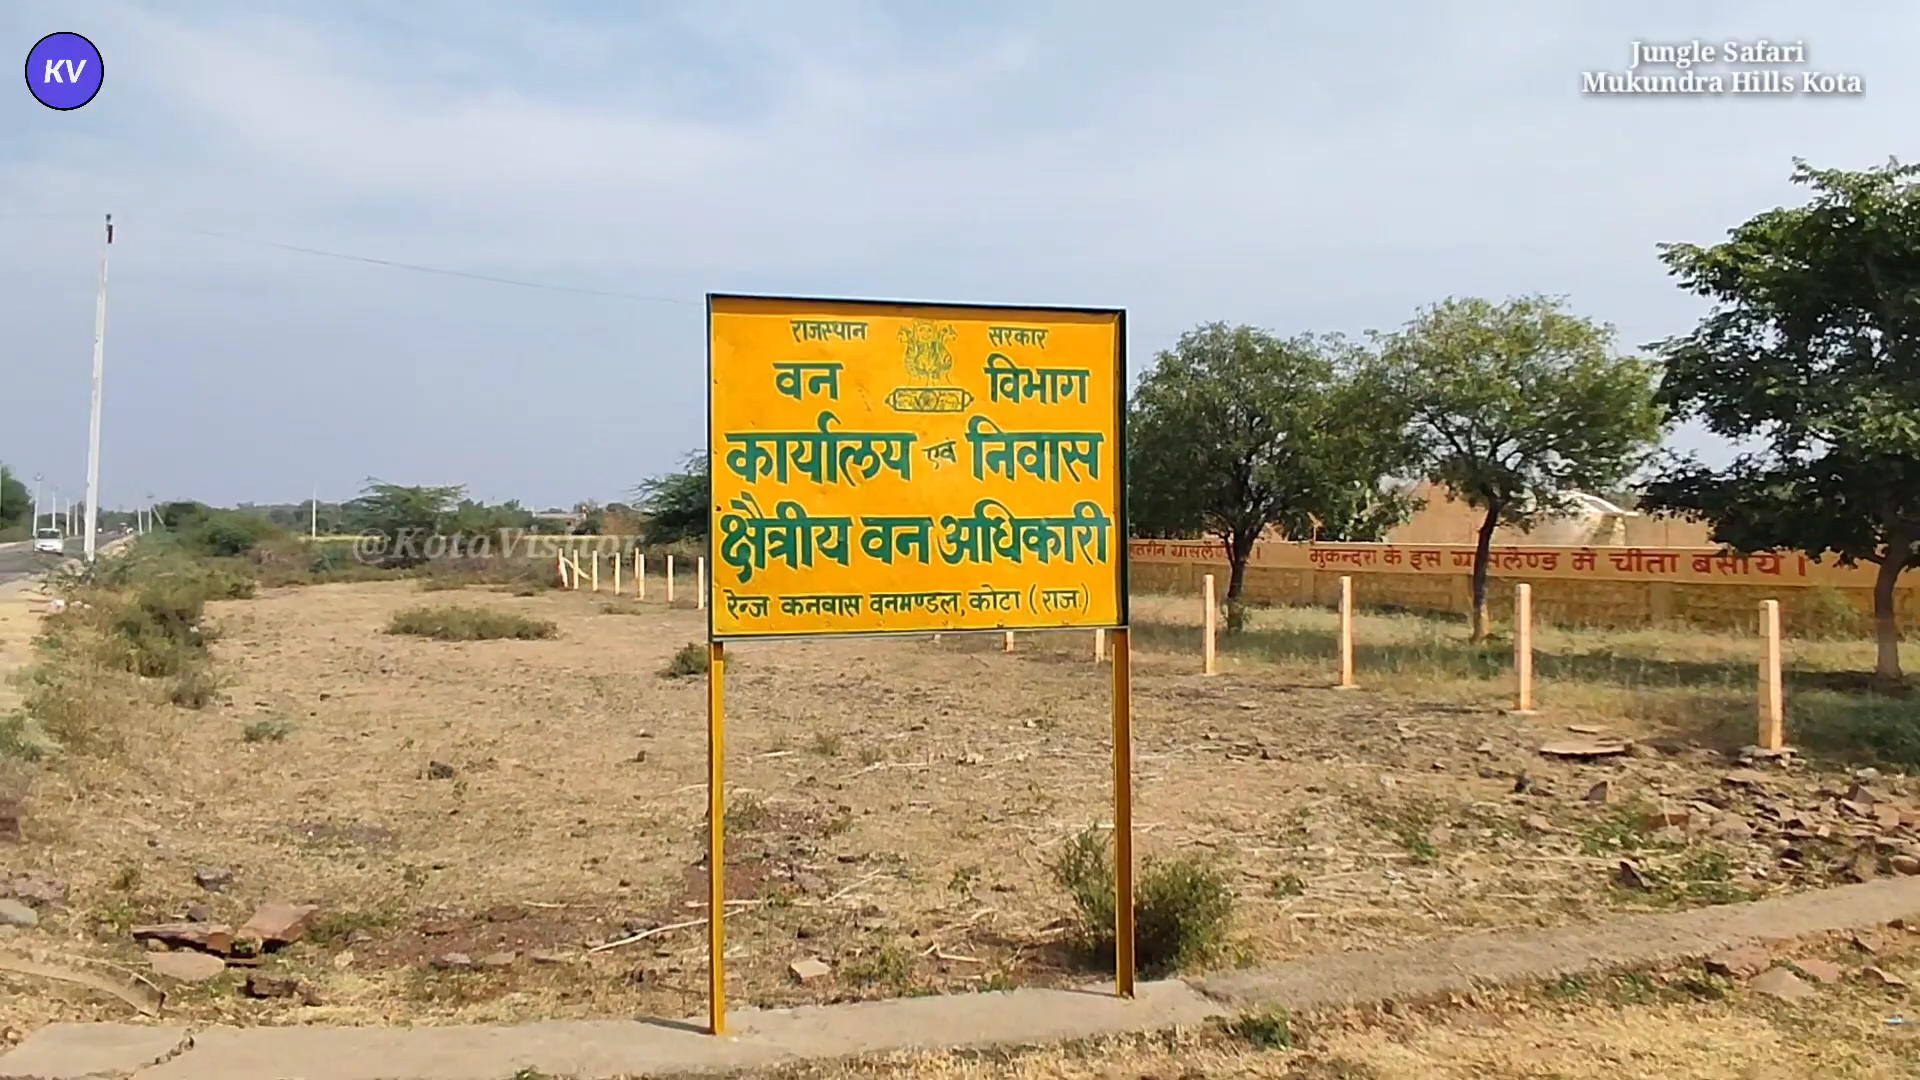 KV
Jungle Safari
Mukundra Hills Kota
राजस्थान सरकार
वन विभाग
कार्यालय एवं निवास
क्षैत्रीय वन अधिकारी
रेन्ज कनवास वनमण्डल, कोटा (राज.)
मुकन्दरा के इस ग्रासलैण्ड में चीता बसाये।
@KotaVisitor